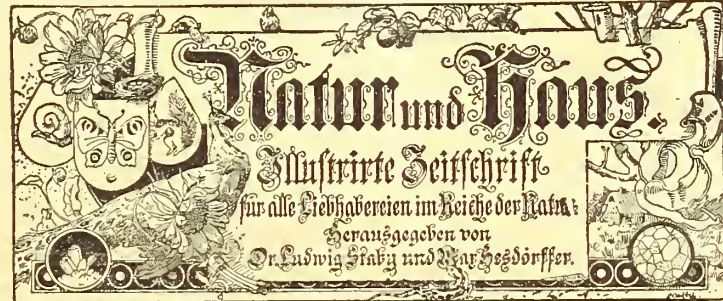 Natur und Haus.
Illustrirte Zeitschrift
für alle Liebhabereien im Reiche der Natur.
Herausgegeben von
Dr. Ludwig Staby und Max Hesdörffer.